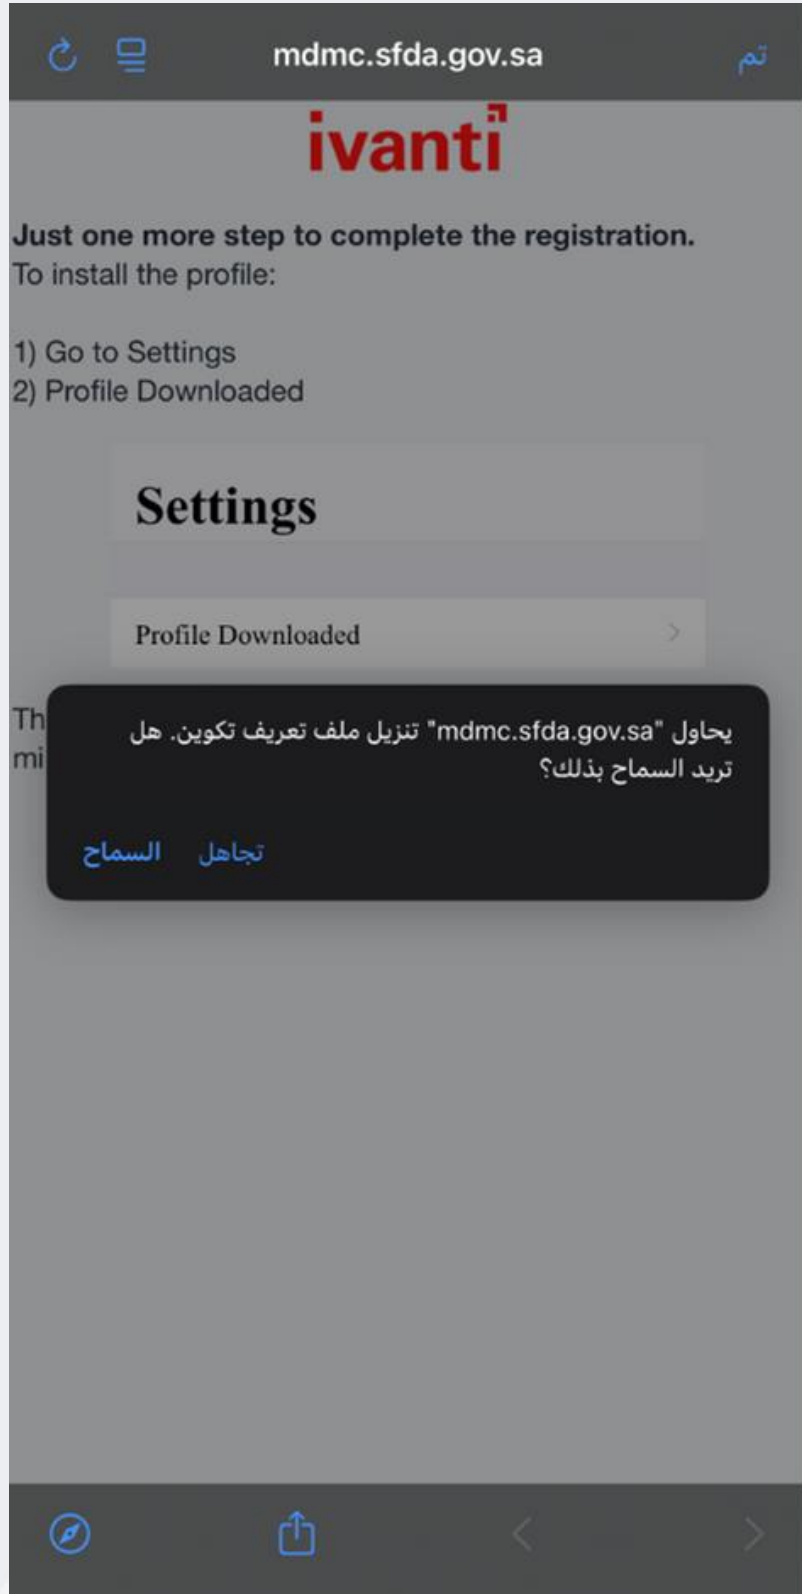 mdmc.sfda.gov.sa
تم
ivanti
Just one more step to complete the registration.
To install the profile:
1) Go to Settings
2) Profile Downloaded
Settings
Profile Downloaded
يحاول "mdmc.sfda.gov.sa" تنزيل ملف تعريف تكوين. هل
تريد السماح بذلك؟
تجاهل
السماح